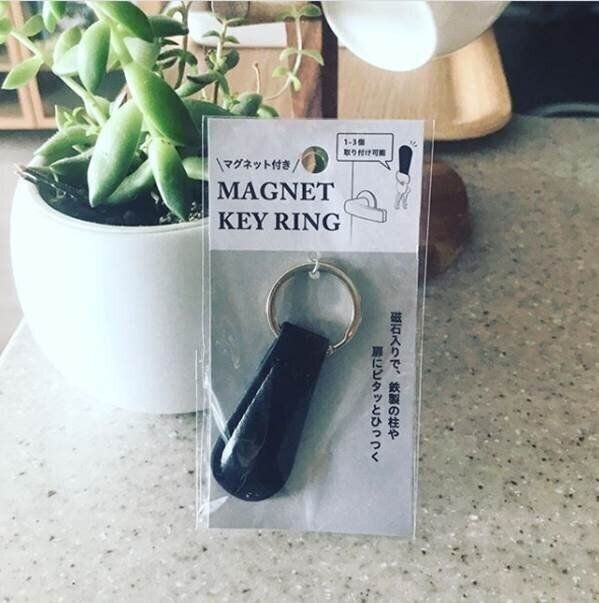 1-3個
取り付け可能
\マグネット付き/
MAGNET
KEY RING
磁石入りで、鉄製の柱や
扉にピタッとひっつく